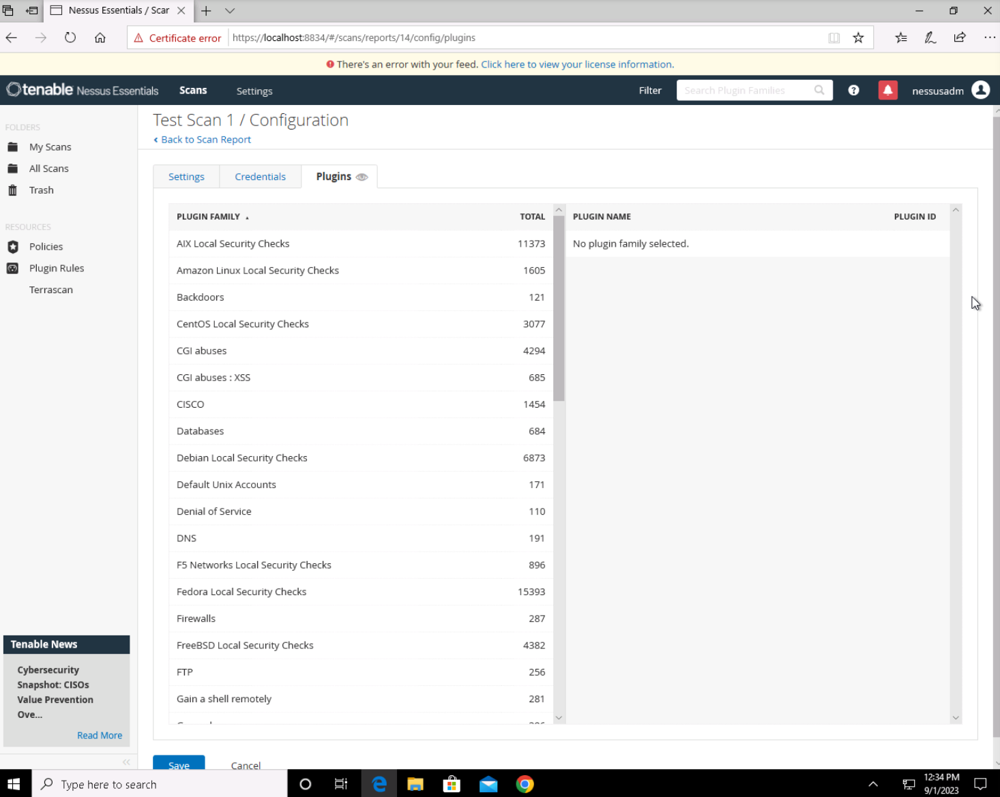 Nessus Essentials / Scar
Certificate error
https://localhost:8834/#/scans/reports/14/config/plugins
There's an error with your feed. Click here to view your license information.
tenable Nessus Essentials
Scans
Settings
Filter
Search Plugin Families
nessusadm
FOLDERS
My Scans
All Scans
Trash
RESOURCES
Policies
Plugin Rules
Terrascan
Tenable News
Cybersecurity
Snapshot: CISOs
Value Prevention
Ove...
Read More
Test Scan 1 / Configuration
Back to Scan Report
Settings
Credentials
Plugins
PLUGIN FAMILY TOTAL
AIX Local Security Checks 11373
Amazon Linux Local Security Checks 1605
Backdoors 121
CentOS Local Security Checks 3077
CGI abuses 4294
CGI abuses : XSS 685
CISCO 1454
Databases 684
Debian Local Security Checks 6873
Default Unix Accounts 171
Denial of Service 110
DNS 191
F5 Networks Local Security Checks 896
Fedora Local Security Checks 15393
Firewalls 287
FreeBSD Local Security Checks 4382
FTP 256
Gain a shell remotely 281
PLUGIN NAME PLUGIN ID
No plugin family selected.
Save
Cancel
Type here to search
12:34 PM
9/1/2023